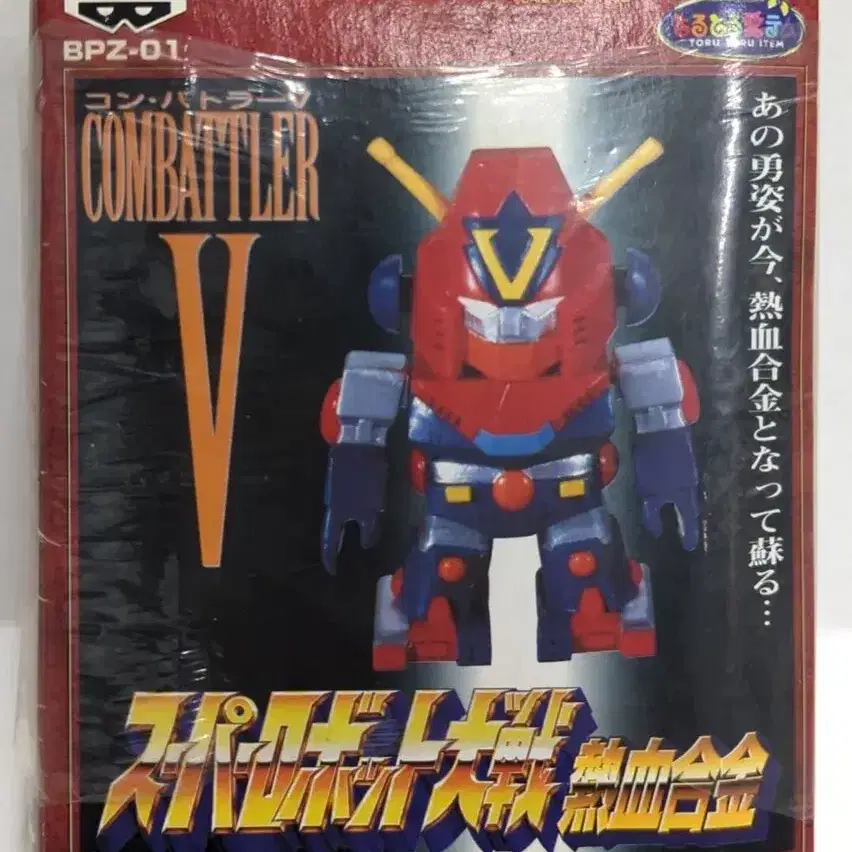 BPZ-01
とるとる愛テム
TORU TORU ITEM
コン・バトラーV
COMBATTLER
V
V
あの勇姿が今、熱血合金となって蘇る…
スーパーロボット大戦 熱血合金